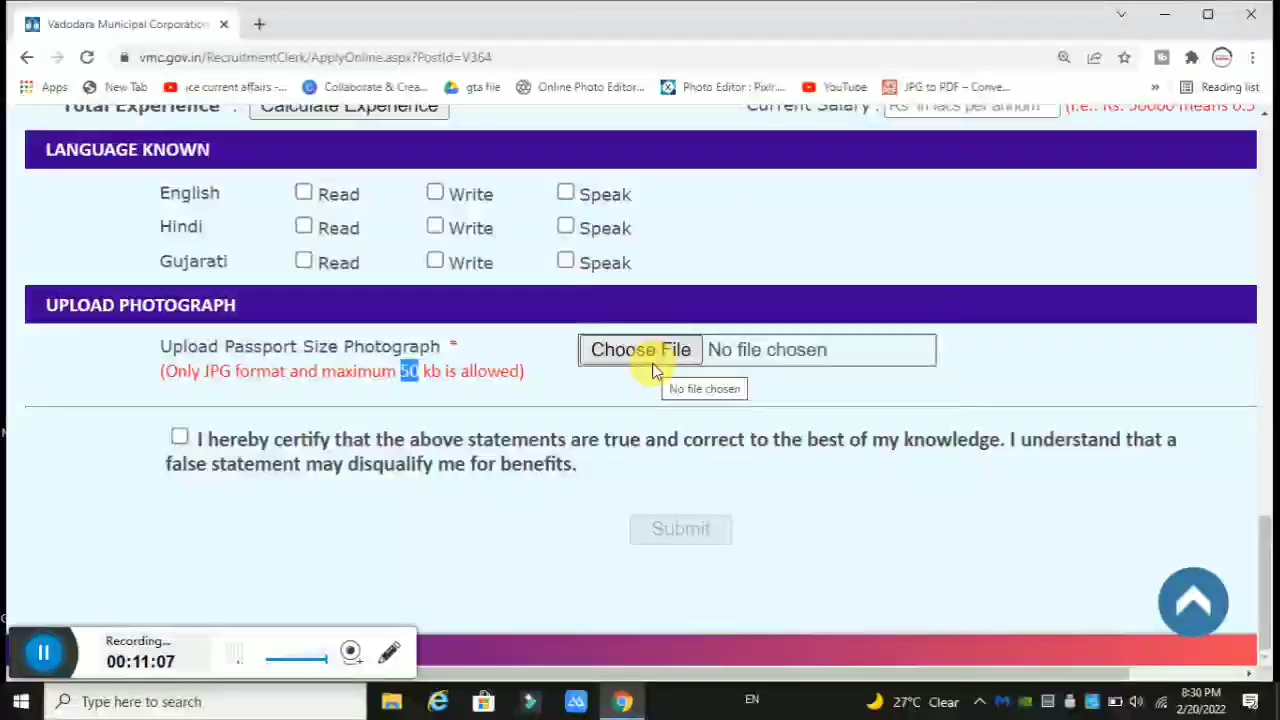 Vadodara Municipal Corporation
vmc.gov.in/RecruitmentClerk/ApplyOnline.aspx?PostId=V364
Apps
ice current affairs -...
Collaborate & Crea...
gta file
New Tab
Online Photo Editor...
Photo Editor : Pixlr...
YouTube
JPG to PDF – Conve...
»
Reading list
Total Experience :
Calculate Experience
Current Salary :
Rs in lacs per annum
LANGUAGE KNOWN
English Read Write Speak
Hindi Read Write Speak
Gujarati Read Write Speak
UPLOAD PHOTOGRAPH
Upload Passport Size Photograph *
Choose File No file chosen
(Only JPG format and maximum 50 kb is allowed)
No file chosen
I hereby certify that the above statements are true and correct to the best of my knowledge. I understand that a
false statement may disqualify me for benefits.
Submit
Recording...
00:11:07
Type here to search
EN
27°C Clear
8:30 PM
2/20/2022